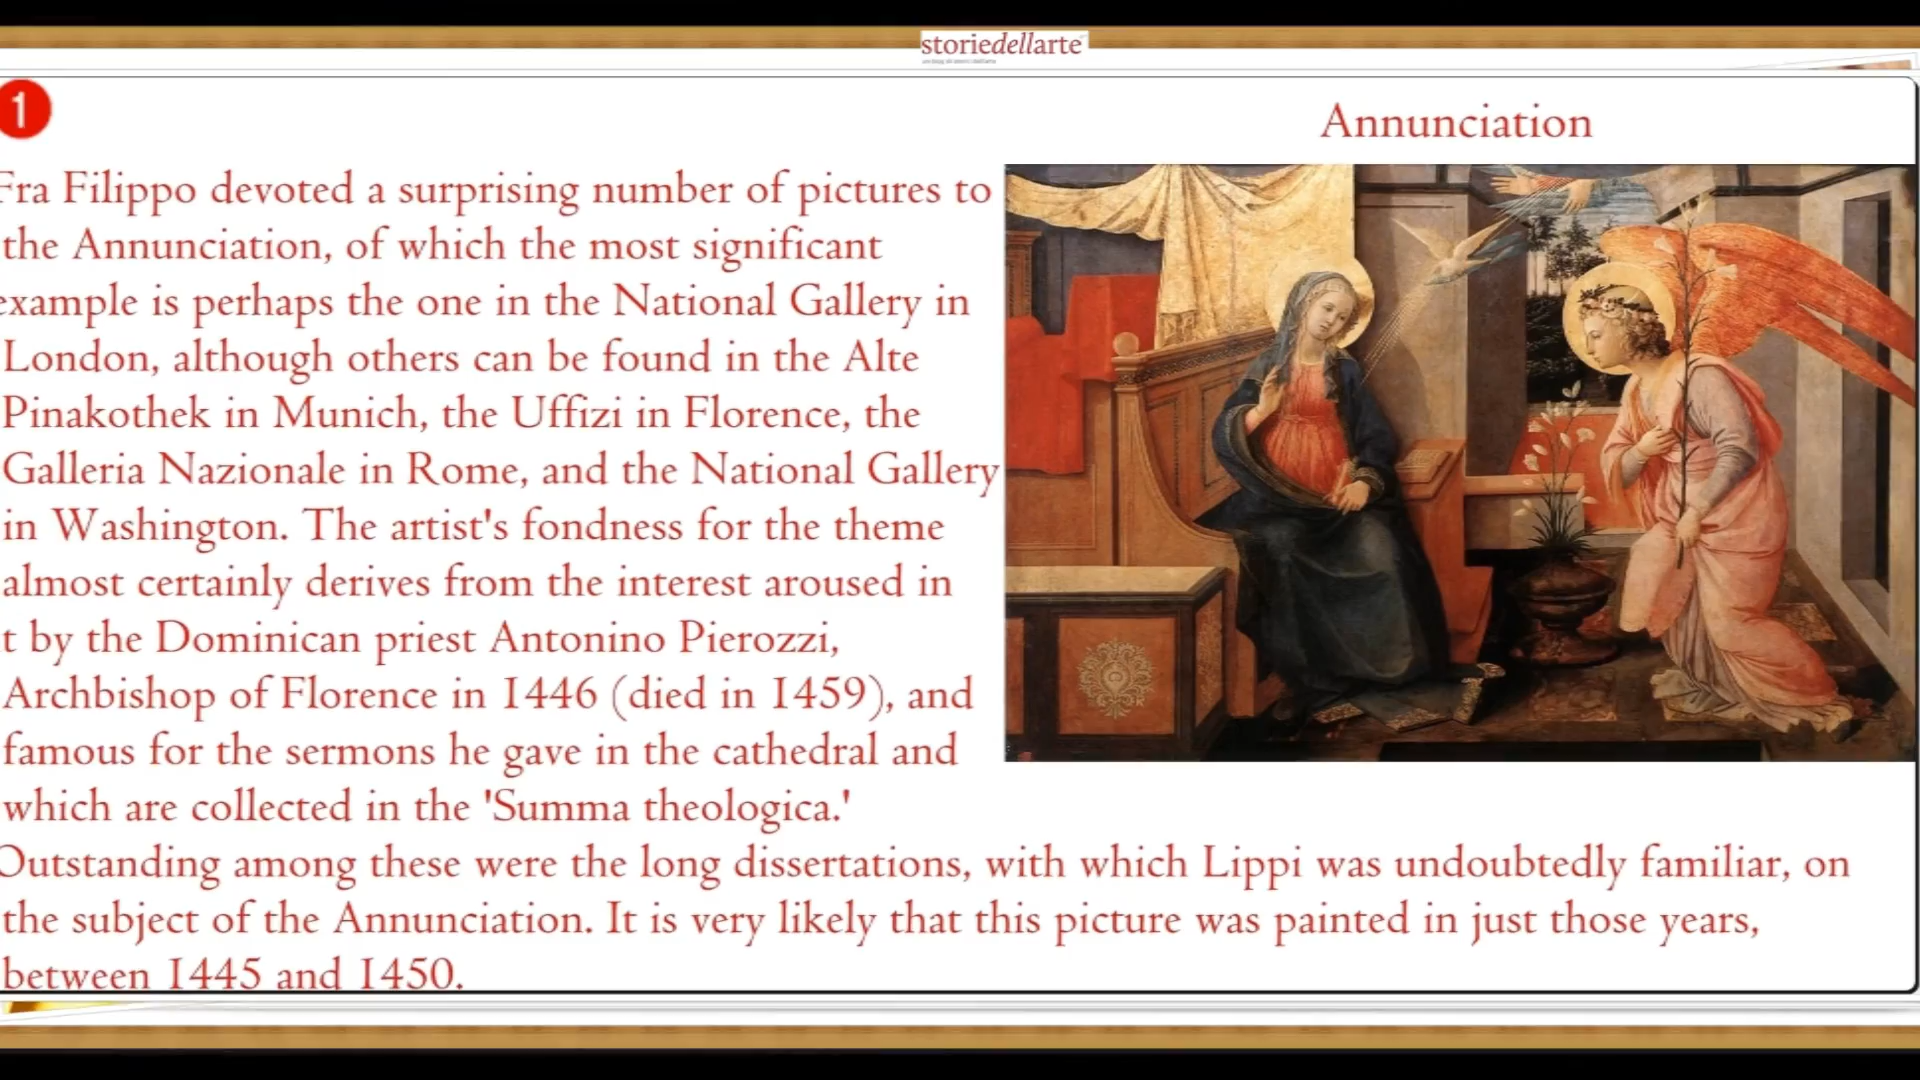 storiedellarte
1
Annunciation
Fra Filippo devoted a surprising number of pictures to
the Annunciation, of which the most significant
example is perhaps the one in the National Gallery in
London, although others can be found in the Alte
Pinakothek in Munich, the Uffizi in Florence, the
Galleria Nazionale in Rome, and the National Gallery
in Washington. The artist's fondness for the theme
almost certainly derives from the interest aroused in
t by the Dominican priest Antonino Pierozzi,
Archbishop of Florence in 1446 (died in 1459), and
famous for the sermons he gave in the cathedral and
which are collected in the 'Summa theologica.'
Outstanding among these were the long dissertations, with which Lippi was undoubtedly familiar, on
the subject of the Annunciation. It is very likely that this picture was painted in just those years,
between 1445 and 1450.